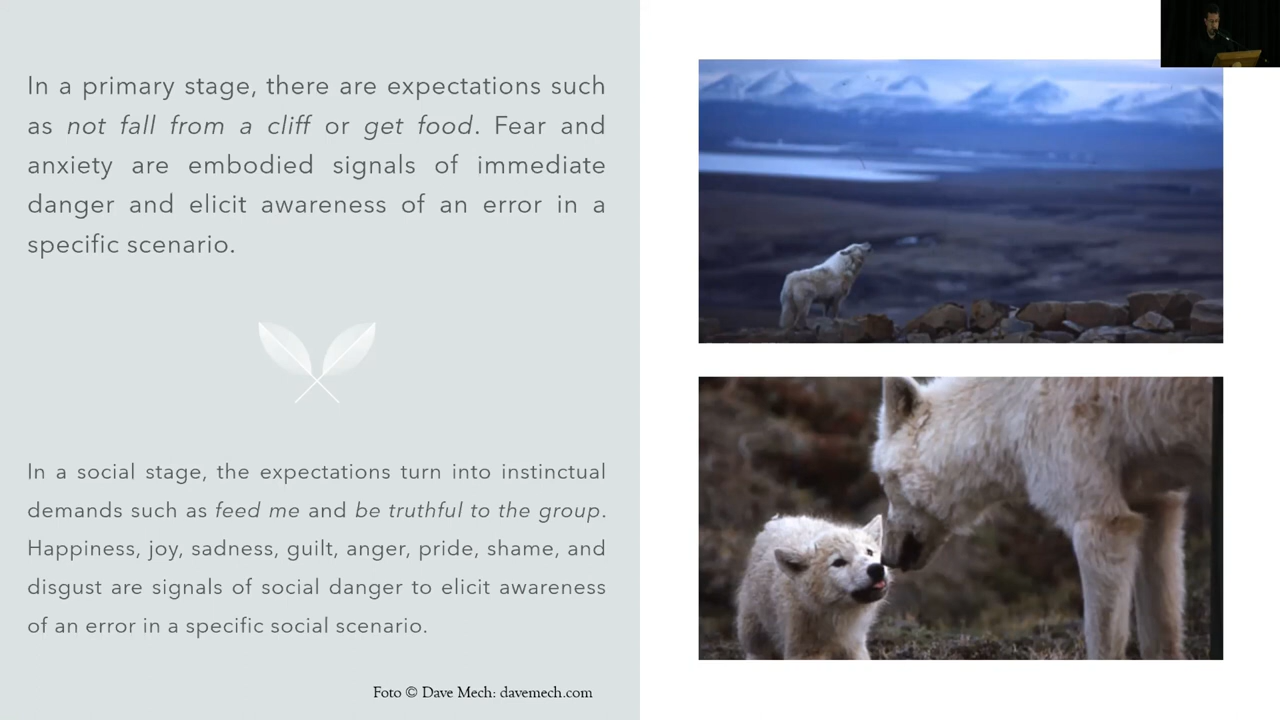 In a primary stage, there are expectations such
as not fall from a cliff or get food. Fear and
anxiety are embodied signals of immediate
danger and elicit awareness of an error in a
specific scenario.
In a social stage, the expectations turn into instinctual
demands such as feed me and be truthful to the group.
Happiness, joy, sadness, guilt, anger, pride, shame, and
disgust are signals of social danger to elicit awareness
of an error in a specific social scenario.
Foto © Dave Mech: davemech.com